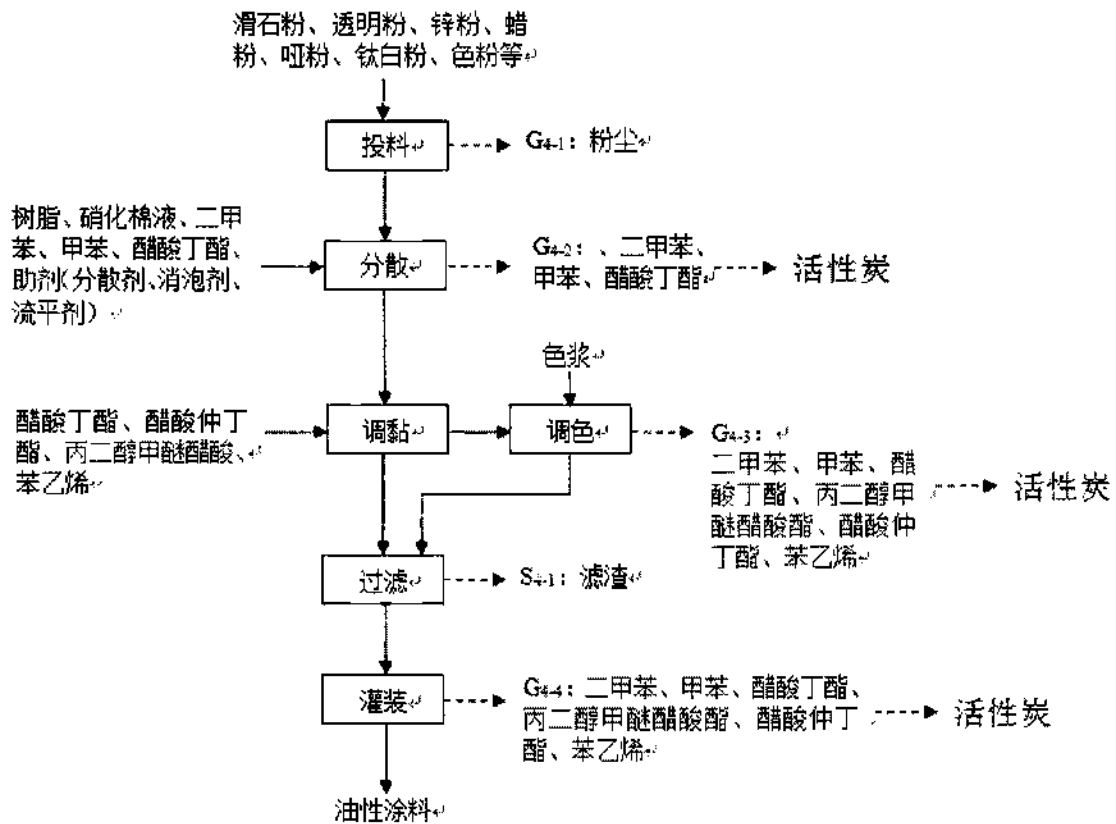 滑石粉、透明粉、锌粉、蜡
粉、哑粉、钛白粉、色粉等
投料
G4-1：粉尘
树脂、硝化棉液、二甲
苯、甲苯、醋酸丁酯、
助剂（分散剂、消泡剂、
流平剂）
分散
G4-2：、二甲苯、
甲苯、醋酸丁酯
活性炭
色浆
醋酸丁酯、醋酸仲丁
酯、丙二醇甲醚醋酸、
苯乙烯
调黏
调色
G4-3：
二甲苯、甲苯、醋
酸丁酯、丙二醇甲
醚醋酸酯、醋酸仲
丁酯、苯乙烯
活性炭
过滤
S4-1：滤渣
灌装
G4-4：二甲苯、甲苯、醋酸丁酯、
丙二醇甲醚醋酸酯、醋酸仲丁
酯、苯乙烯
活性炭
油性涂料